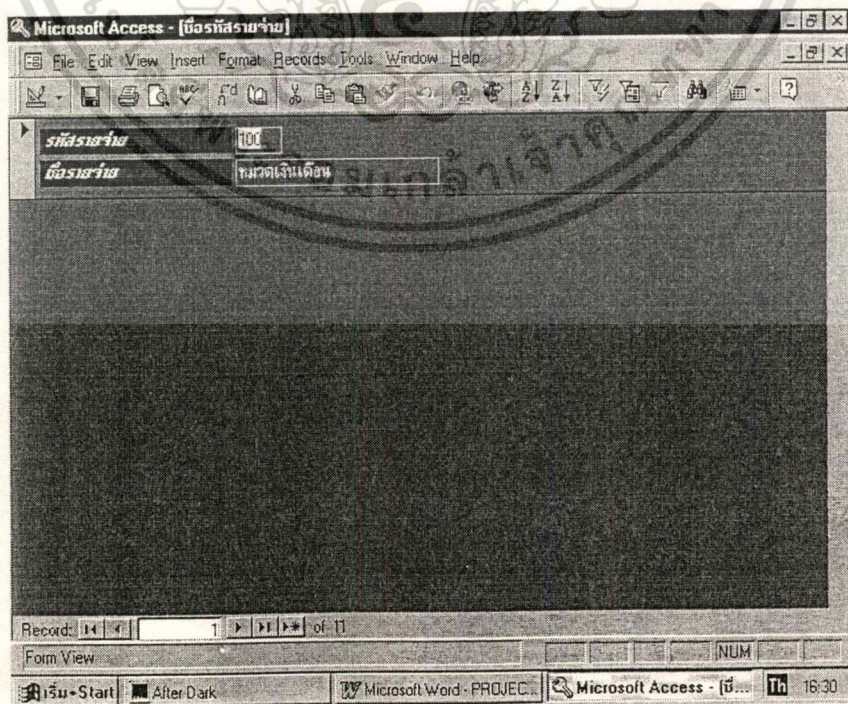 Microsoft Access - [ชื่อรหัสรายจ่าย]
File Edit View Insert Format Records Tools Window Help
รหัสรายจ่าย 100
ชื่อรายจ่าย หมวดเงินเดือน
Record: 1 of 11
Form View NUM
เริ่ม-Start After Dark Microsoft Word - PROJEC... Microsoft Access - [ชื่... Th 16:30